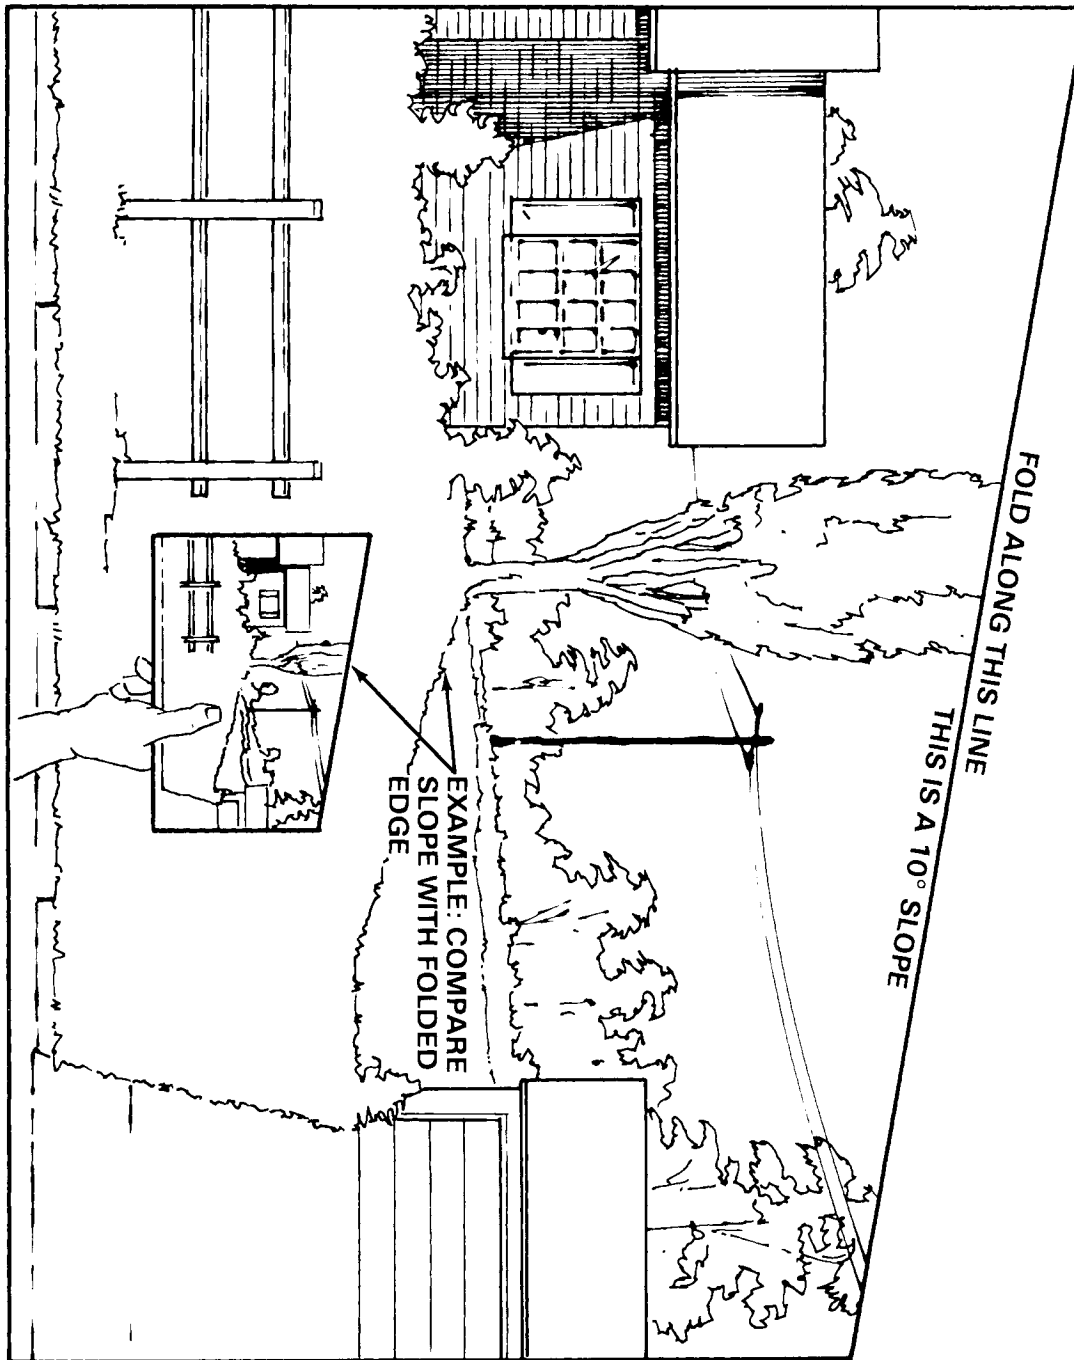 FOLD ALONG THIS LINE
THIS IS A 10° SLOPE
EXAMPLE: COMPARE
SLOPE WITH FOLDED
EDGE